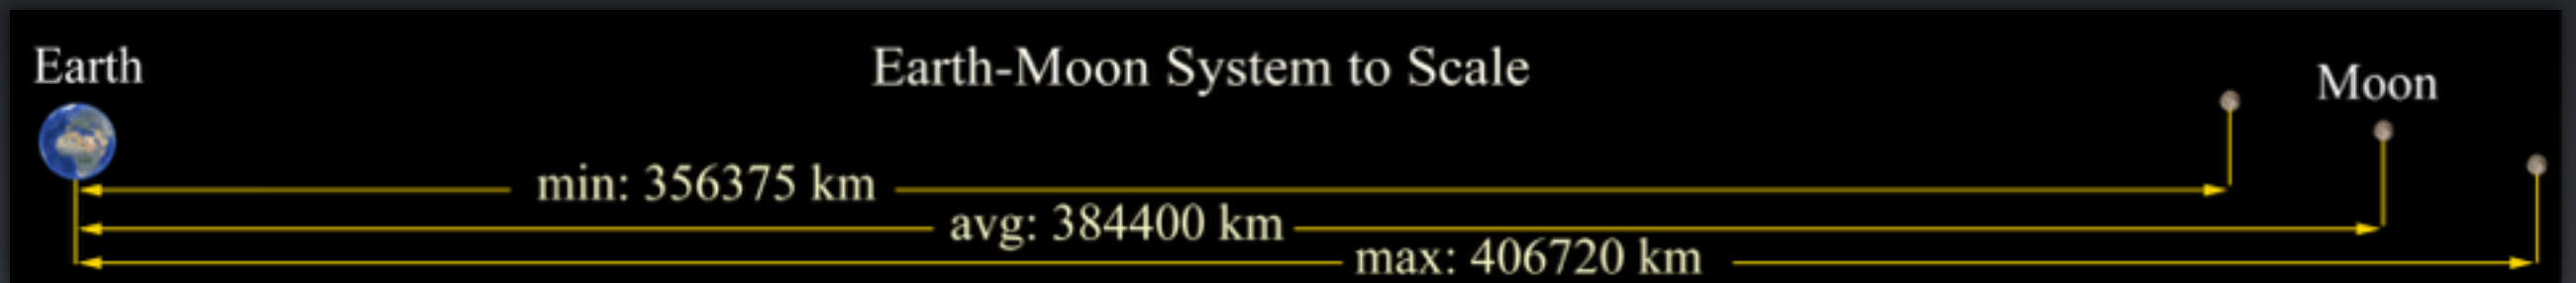 Earth
Earth-Moon System to Scale
Moon
min: 356375 km
avg: 384400 km
max: 406720 km